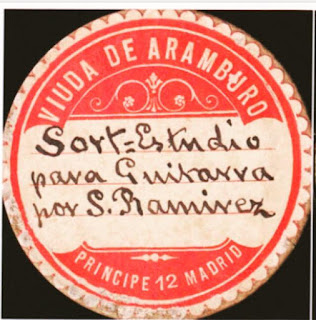 VIUDA DE ARAMBURO
Sort=Estudio
para Guitarra
por S. Ramirez
PRINCIPE 12 MADRID